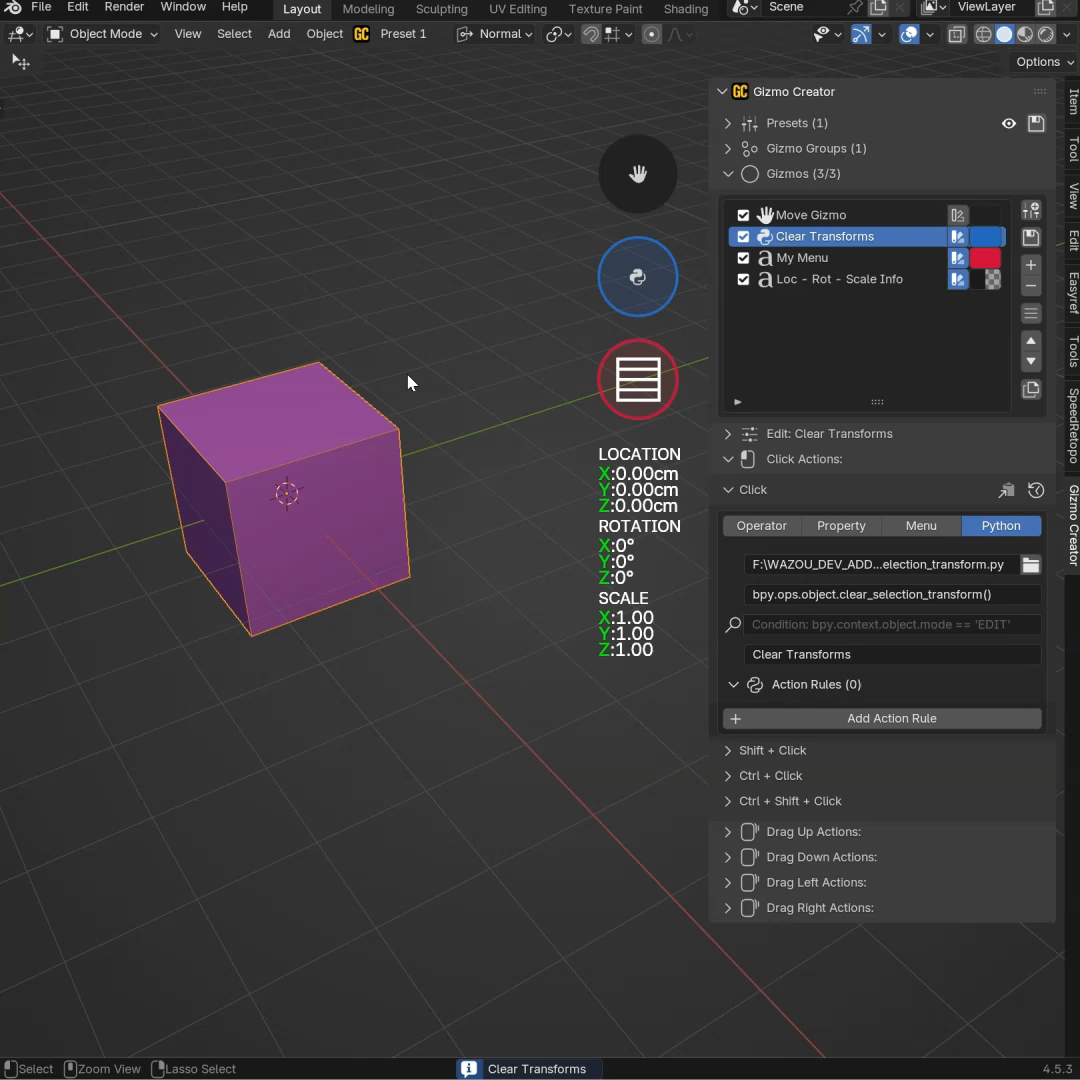 File Edit Render Window Help Layout Modeling Sculpting UV Editing Texture Paint Shading Scene ViewLayer
Object Mode View Select Add Object GC Preset 1 Normal
Options
GC Gizmo Creator
Presets (1)
Gizmo Groups (1)
Gizmos (3/3)
Move Gizmo
Clear Transforms
a My Menu
a Loc - Rot - Scale Info
Edit: Clear Transforms
Click Actions:
Click
Operator Property Menu Python
F:\WAZOU_DEV_ADD...election_transform.py
bpy.ops.object.clear_selection_transform()
Condition: bpy.context.object.mode == 'EDIT'
Clear Transforms
Action Rules (0)
+ Add Action Rule
Shift + Click
Ctrl + Click
Ctrl + Shift + Click
Drag Up Actions:
Drag Down Actions:
Drag Left Actions:
Drag Right Actions:
Item
Tool
View
Edit
Easyref
Tools
SpeedRetopo
Gizmo Creator
LOCATION
X:0.00cm
Y:0.00cm
Z:0.00cm
ROTATION
X:0°
Y:0°
Z:0°
SCALE
X:1.00
Y:1.00
Z:1.00
Select Zoom View Lasso Select Clear Transforms 4.5.3